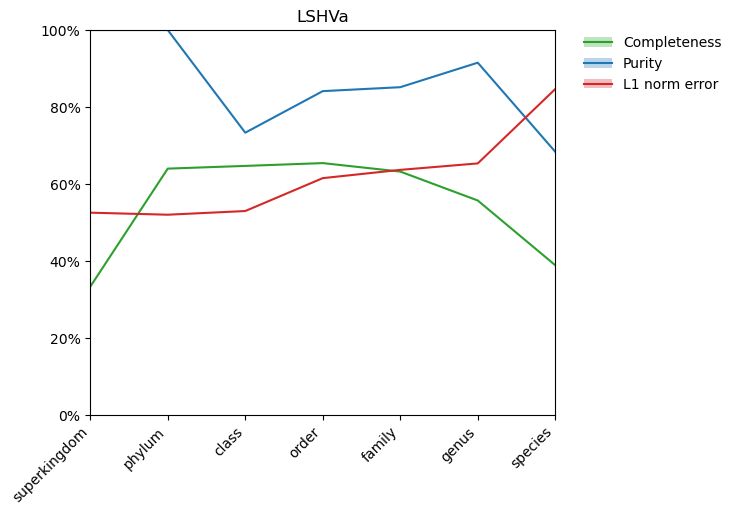 LSHVa
100%
80%
60%
40%
20%
0%
superkingdom
phylum
class
order
family
genus
species
Completeness
Purity
L1 norm error